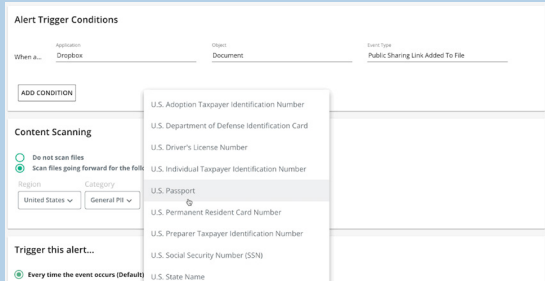 Alert Trigger Conditions
Application
Object
Event Type
When a...
Dropbox
Document
Public Sharing Link Added To File
ADD CONDITION
U.S. Adoption Taxpayer Identification Number
U.S. Department of Defense Identification Card
U.S. Driver's License Number
U.S. Individual Taxpayer Identification Number
U.S. Passport
U.S. Permanent Resident Card Number
U.S. Preparer Taxpayer Identification Number
U.S. Social Security Number (SSN)
U.S. State Name
Content Scanning
Do not scan files
Scan files going forward for the
Region
Category
United States
General PII
Trigger this alert...
Every time the event occurs (Default)